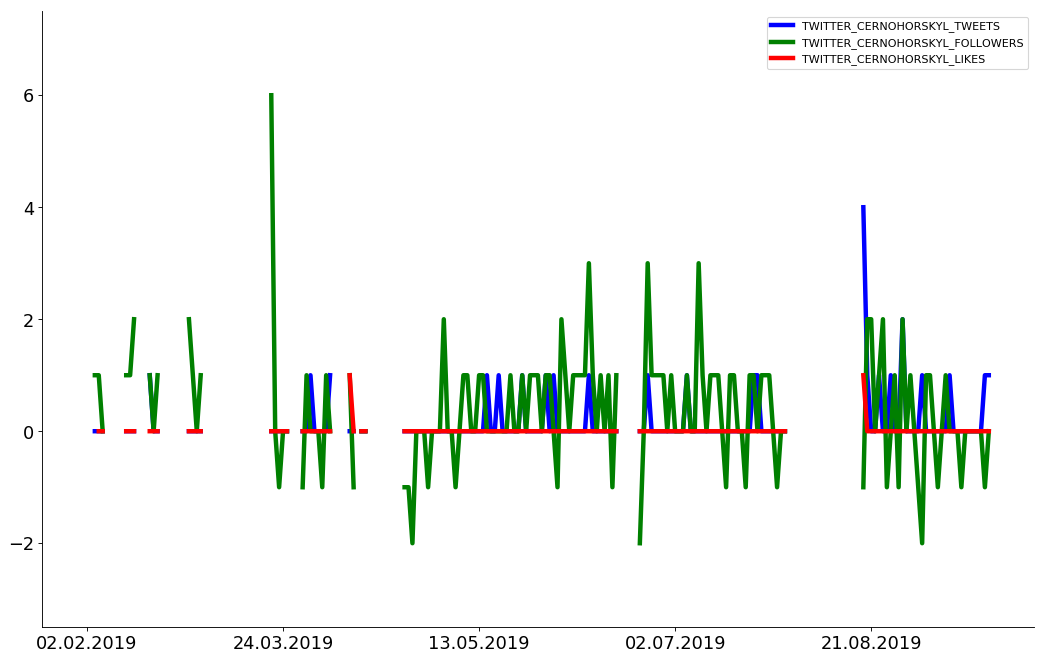 TWITTER_CERNOHORSKYL_TWEETS
TWITTER_CERNOHORSKYL_FOLLOWERS
TWITTER_CERNOHORSKYL_LIKES
6
4
2
0
−2
02.02.2019 24.03.2019 13.05.2019 02.07.2019 21.08.2019